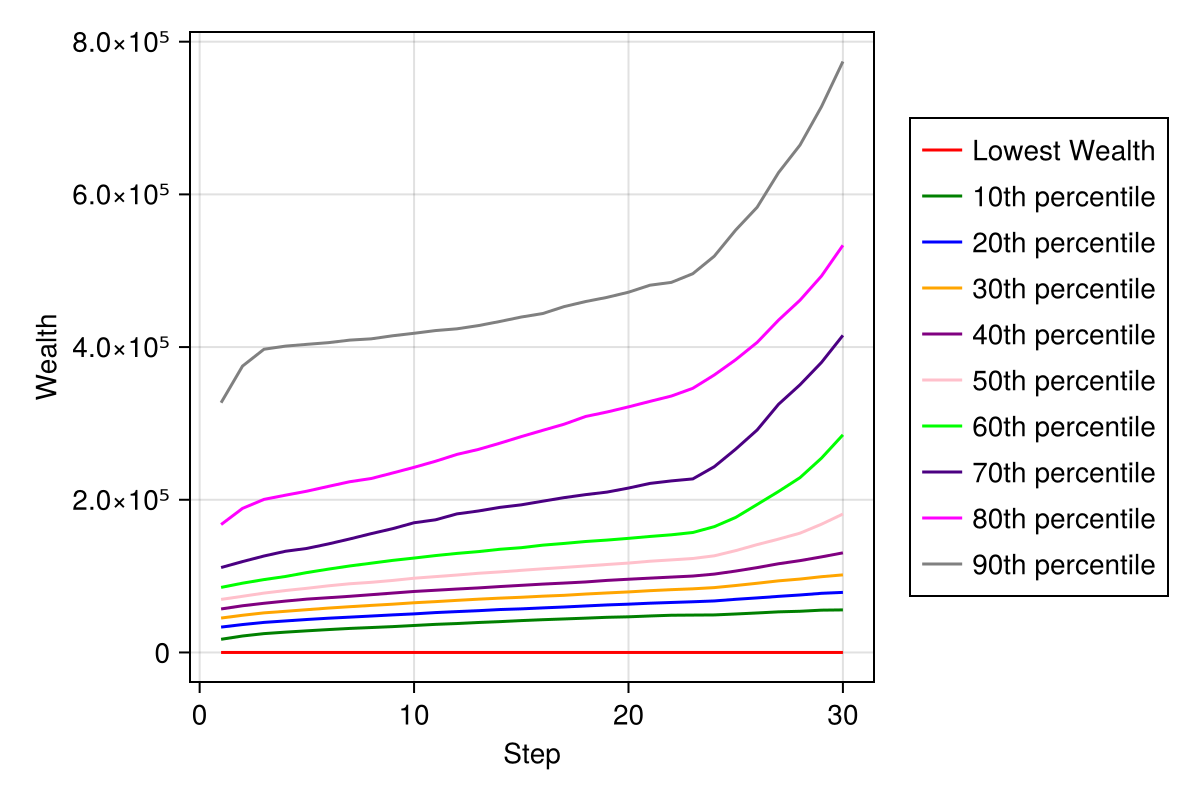 8.0×10⁵
6.0×10⁵
4.0×10⁵
2.0×10⁵
0
Wealth
0 10 20 30
Step
Lowest Wealth
10th percentile
20th percentile
30th percentile
40th percentile
50th percentile
60th percentile
70th percentile
80th percentile
90th percentile